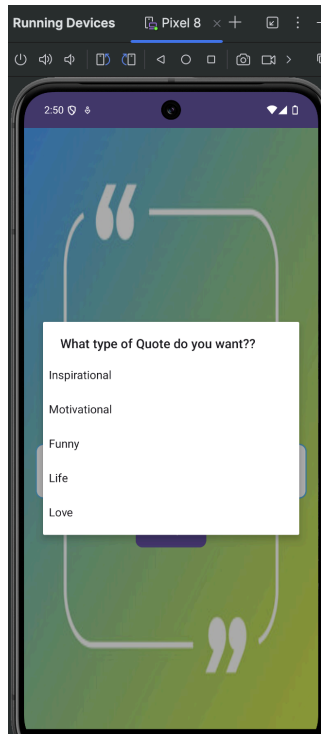 Running Devices
Pixel 8
2:50
What type of Quote do you want??
Inspirational
Motivational
Funny
Life
Love